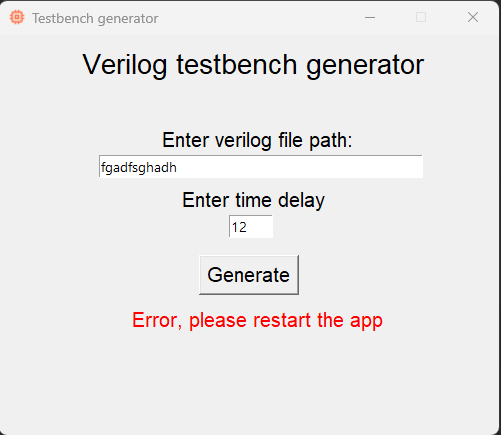 Testbench generator
Verilog testbench generator
Enter verilog file path:
fgadfsghadh
Enter time delay
12
Generate
Error, please restart the app